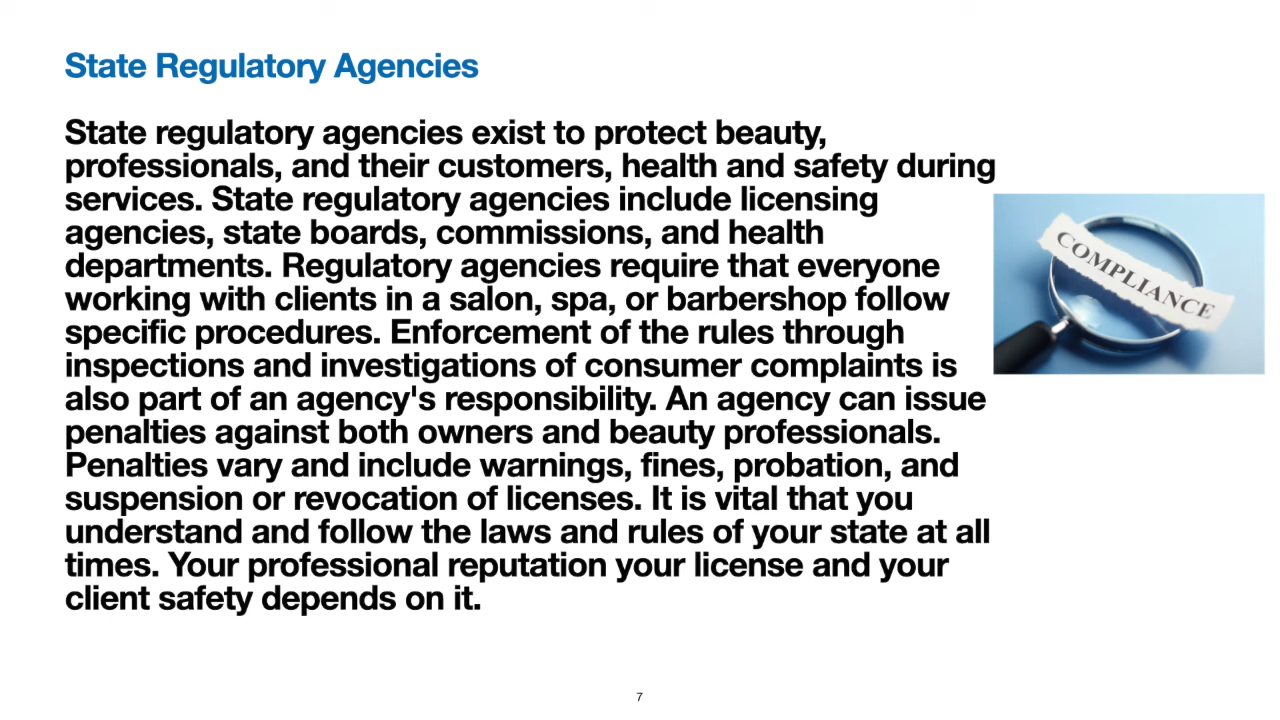 State Regulatory Agencies
State regulatory agencies exist to protect beauty,
professionals, and their customers, health and safety during
services. State regulatory agencies include licensing
agencies, state boards, commissions, and health
departments. Regulatory agencies require that everyone
working with clients in a salon, spa, or barbershop follow
specific procedures. Enforcement of the rules through
inspections and investigations of consumer complaints is
also part of an agency's responsibility. An agency can issue
penalties against both owners and beauty professionals.
Penalties vary and include warnings, fines, probation, and
suspension or revocation of licenses. It is vital that you
understand and follow the laws and rules of your state at all
times. Your professional reputation your license and your
client safety depends on it.
COMPLIANCE
7